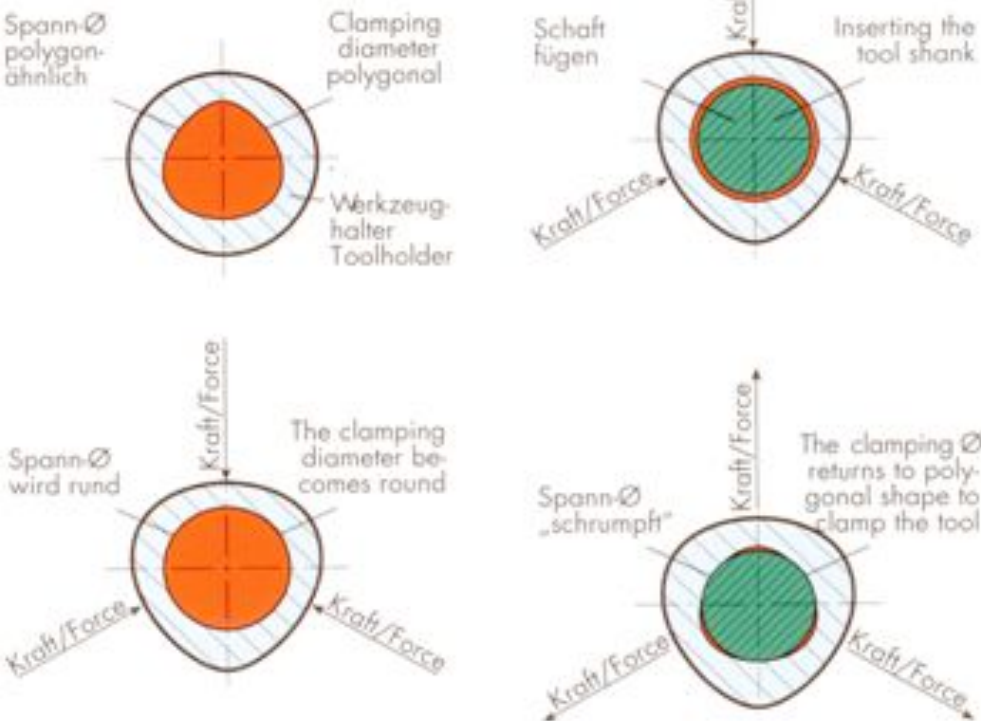 Spann-Ø
polygon-
ähnlich
Clamping
diameter
polygonal
Werkzeug-
halter
Toolholder
Schaft
fügen
Inserting the
tool shank
Kraft/Force
Kraft/Force
Kraft/Force
Spann-Ø
wird rund
The clamping
diameter be-
comes round
Kraft/Force
Kraft/Force
Kraft/Force
Spann-Ø
„schrumpft"
The clamping Ø
returns to poly-
gonal shape to
clamp the tool
Kraft/Force
Kraft/Force